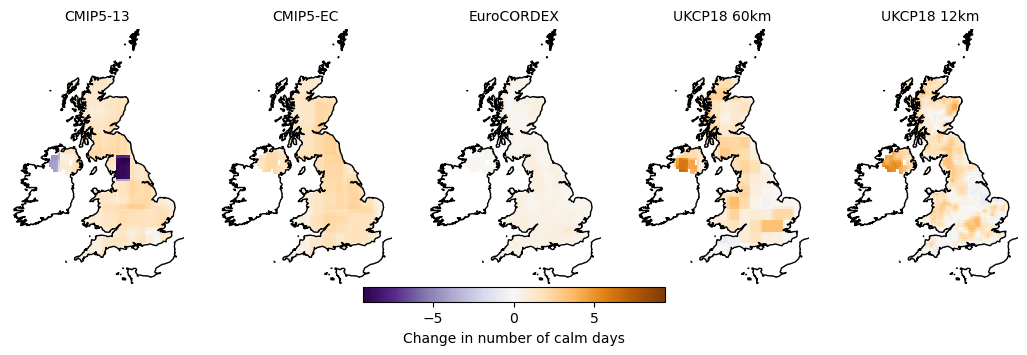 CMIP5-13
CMIP5-EC
EuroCORDEX
UKCP18 60km
UKCP18 12km
−5
0
5
Change in number of calm days